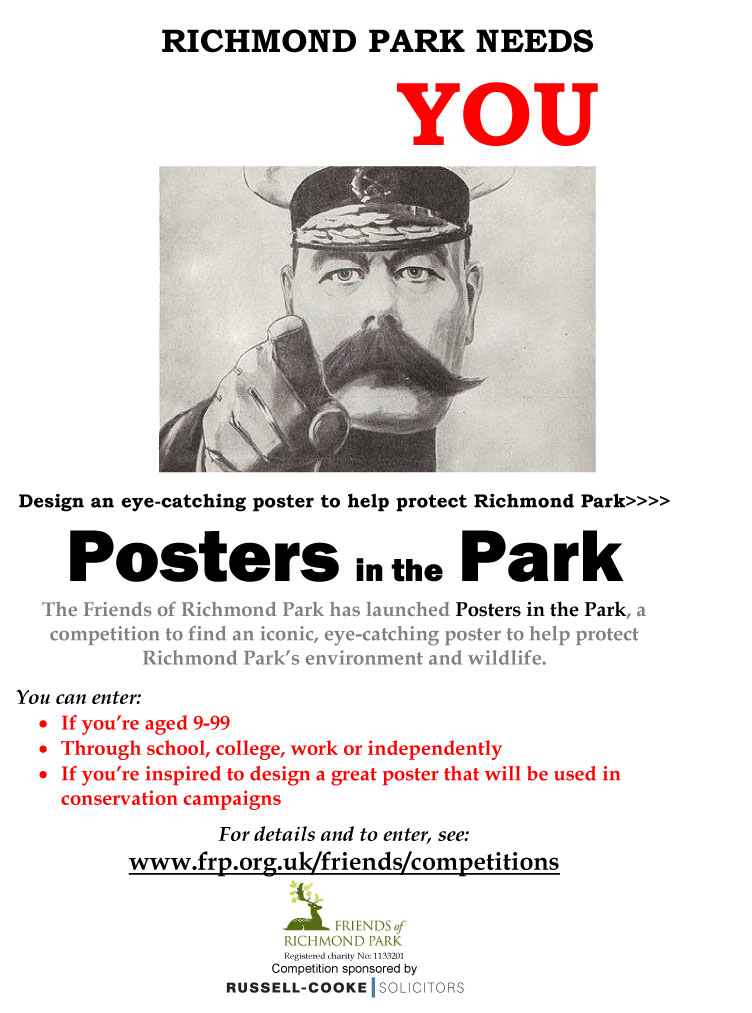 RICHMOND PARK NEEDS
YOU
Design an eye-catching poster to help protect Richmond Park>>>>
Posters in the Park
The Friends of Richmond Park has launched Posters in the Park, a
competition to find an iconic, eye-catching poster to help protect
Richmond Park’s environment and wildlife.
You can enter:
• If you’re aged 9-99
• Through school, college, work or independently
• If you’re inspired to design a great poster that will be used in
conservation campaigns
For details and to enter, see:
www.frp.org.uk/friends/competitions
FRIENDS of
RICHMOND PARK
Registered charity No: 1133201
Competition sponsored by
RUSSELL-COOKE|SOLICITORS